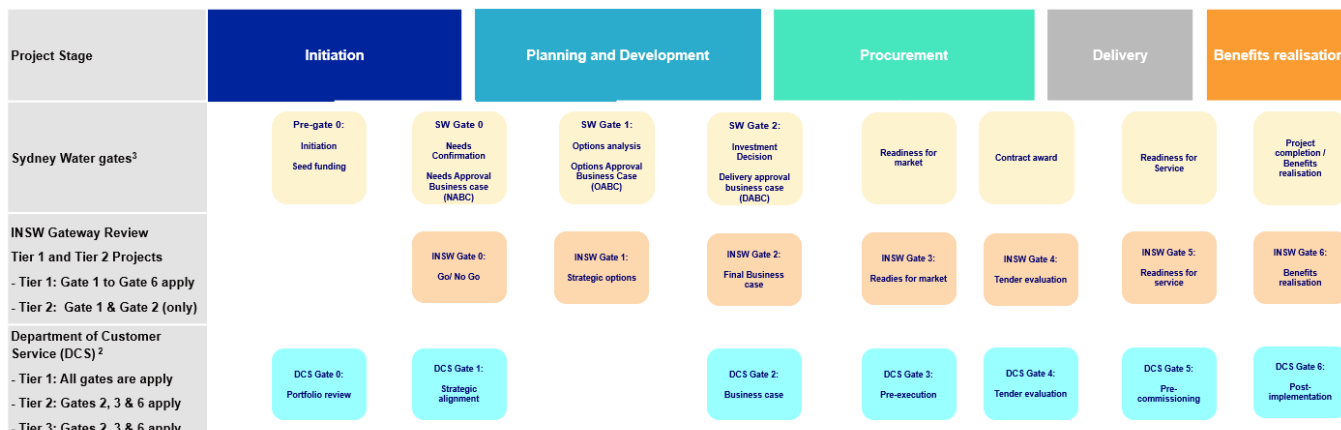 Project Stage
Initiation
Planning and Development
Procurement
Delivery
Benefits realisation
Sydney Water gates3
Pre-gate 0:
Initiation
Seed funding
SW Gate 0
Needs
Confirmation
Needs Approval
Business case
(NABC)
SW Gate 1:
Options analysis
Options Approval
Business Case
(OABC)
SW Gate 2:
Investment
Decision
Delivery approval
business case
(DABC)
Readiness for
market
Contract award
Readiness for
Service
Project
completion /
Benefits
realisation
INSW Gateway Review
Tier 1 and Tier 2 Projects
- Tier 1: Gate 1 to Gate 6 apply
- Tier 2: Gate 1 & Gate 2 (only)
INSW Gate 0:
Go/ No Go
INSW Gate 1:
Strategic options
INSW Gate 2:
Final Business
case
INSW Gate 3:
Readies for market
INSW Gate 4:
Tender evaluation
INSW Gate 5:
Readiness for
service
INSW Gate 6:
Benefits
realisation
Department of Customer
Service (DCS) 2
- Tier 1: All gates are apply
- Tier 2: Gates 2, 3 & 6 apply
- Tier 3: Gates 2, 3 & 6 apply
DCS Gate 0:
Portfolio review
DCS Gate 1:
Strategic
alignment
DCS Gate 2:
Business case
DCS Gate 3:
Pre-execution
DCS Gate 4:
Tender evaluation
DCS Gate 5:
Pre-
commissioning
DCS Gate 6:
Post-
implementation